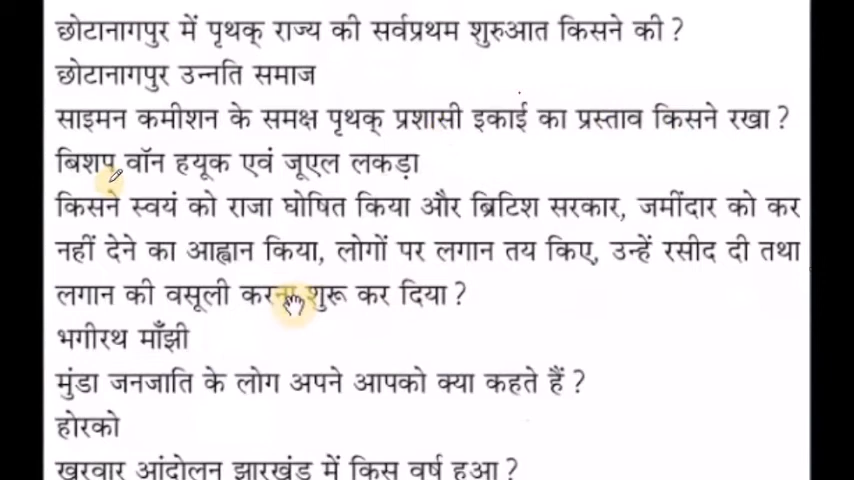 छोटानागपुर में पृथक् राज्य की सर्वप्रथम शुरुआत किसने की ?
छोटानागपुर उन्नति समाज
साइमन कमीशन के समक्ष पृथक् प्रशासी इकाई का प्रस्ताव किसने रखा ?
बिशप वॉन हयूक एवं जूएल लकड़ा
किसने स्वयं को राजा घोषित किया और ब्रिटिश सरकार, जमींदार को कर
नहीं देने का आह्वान किया, लोगों पर लगान तय किए, उन्हें रसीद दी तथा
लगान की वसूली करना शुरू कर दिया ?
भगीरथ माँझी
मुंडा जनजाति के लोग अपने आपको क्या कहते हैं ?
होरको
खरवार आंदोलन झारखंड में किस वर्ष हुआ ?